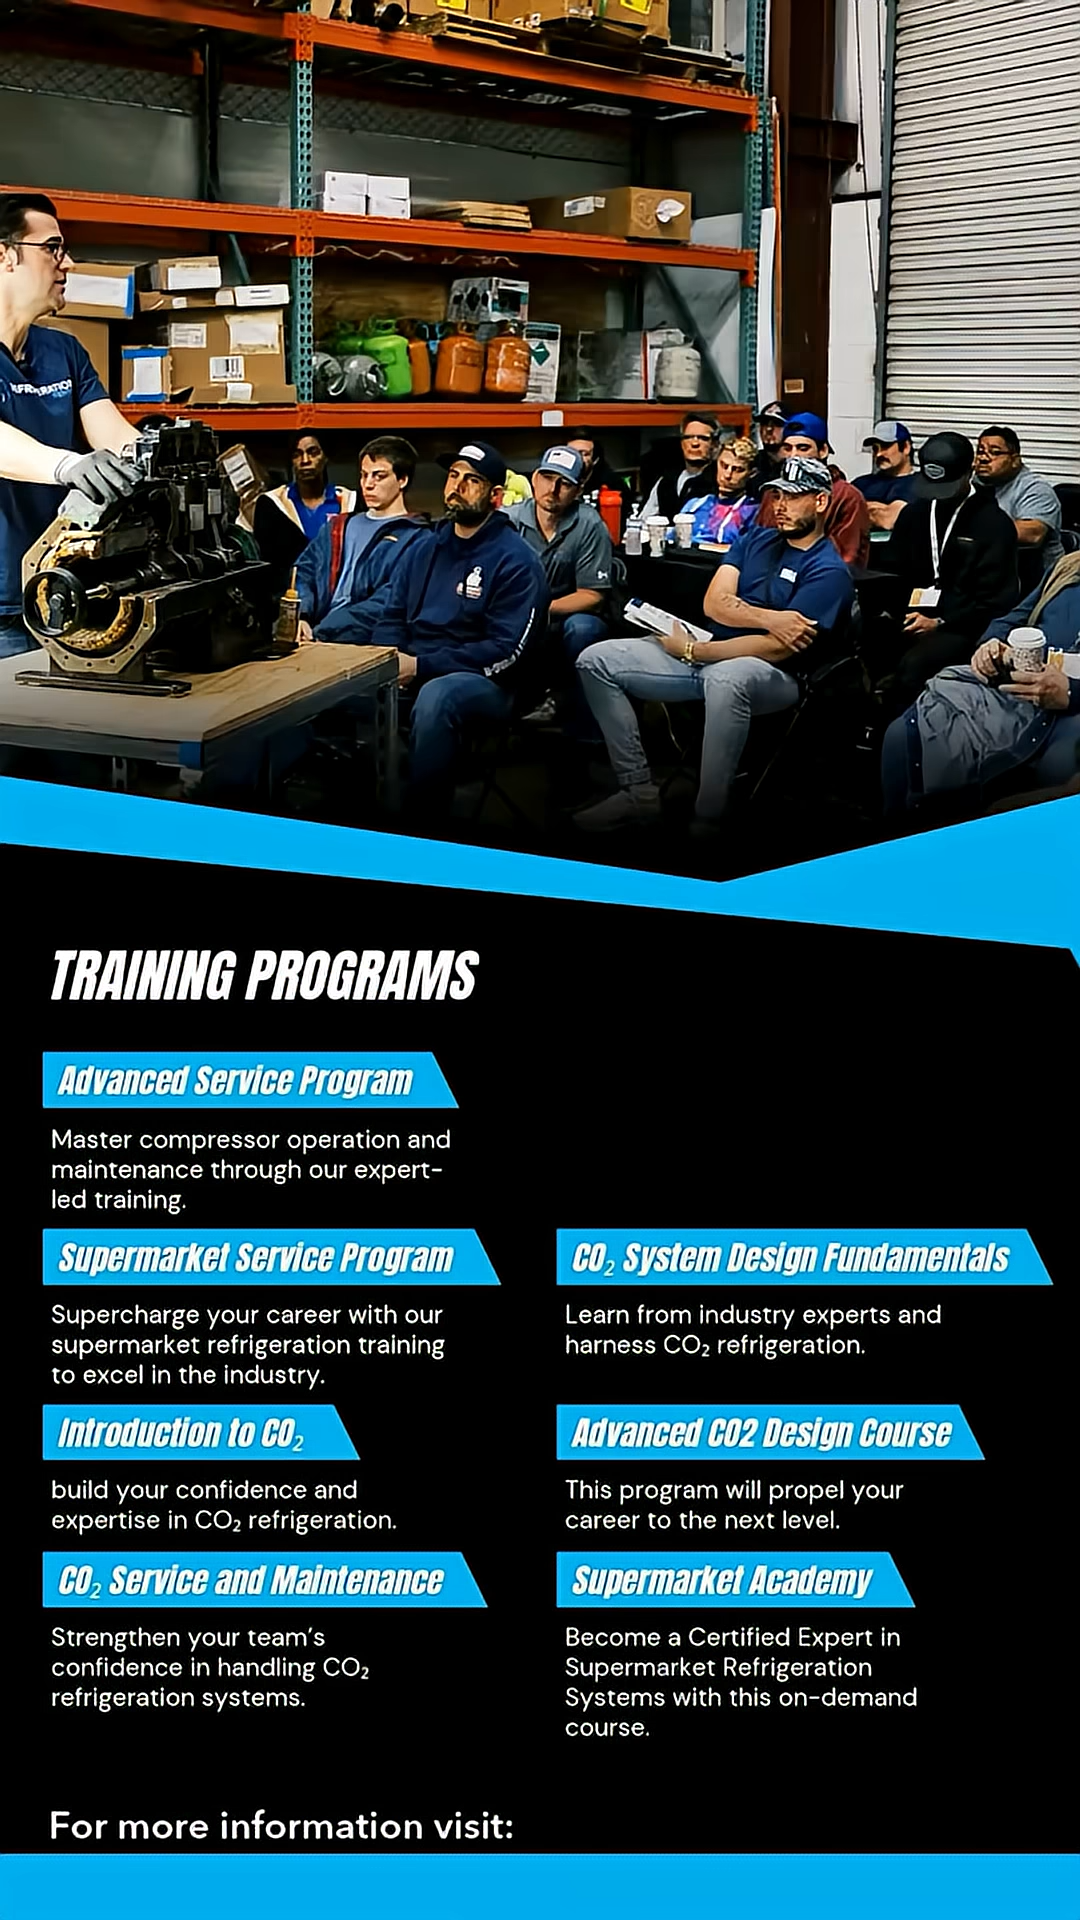 TRAINING PROGRAMS
Advanced Service Program
Master compressor operation and
maintenance through our expert-
led training.
Supermarket Service Program
Supercharge your career with our
supermarket refrigeration training
to excel in the industry.
Introduction to CO₂
build your confidence and
expertise in CO₂ refrigeration.
CO₂ Service and Maintenance
Strengthen your team's
confidence in handling CO₂
refrigeration systems.
CO₂ System Design Fundamentals
Learn from industry experts and
harness CO₂ refrigeration.
Advanced CO2 Design Course
This program will propel your
career to the next level.
Supermarket Academy
Become a Certified Expert in
Supermarket Refrigeration
Systems with this on-demand
course.
For more information visit: